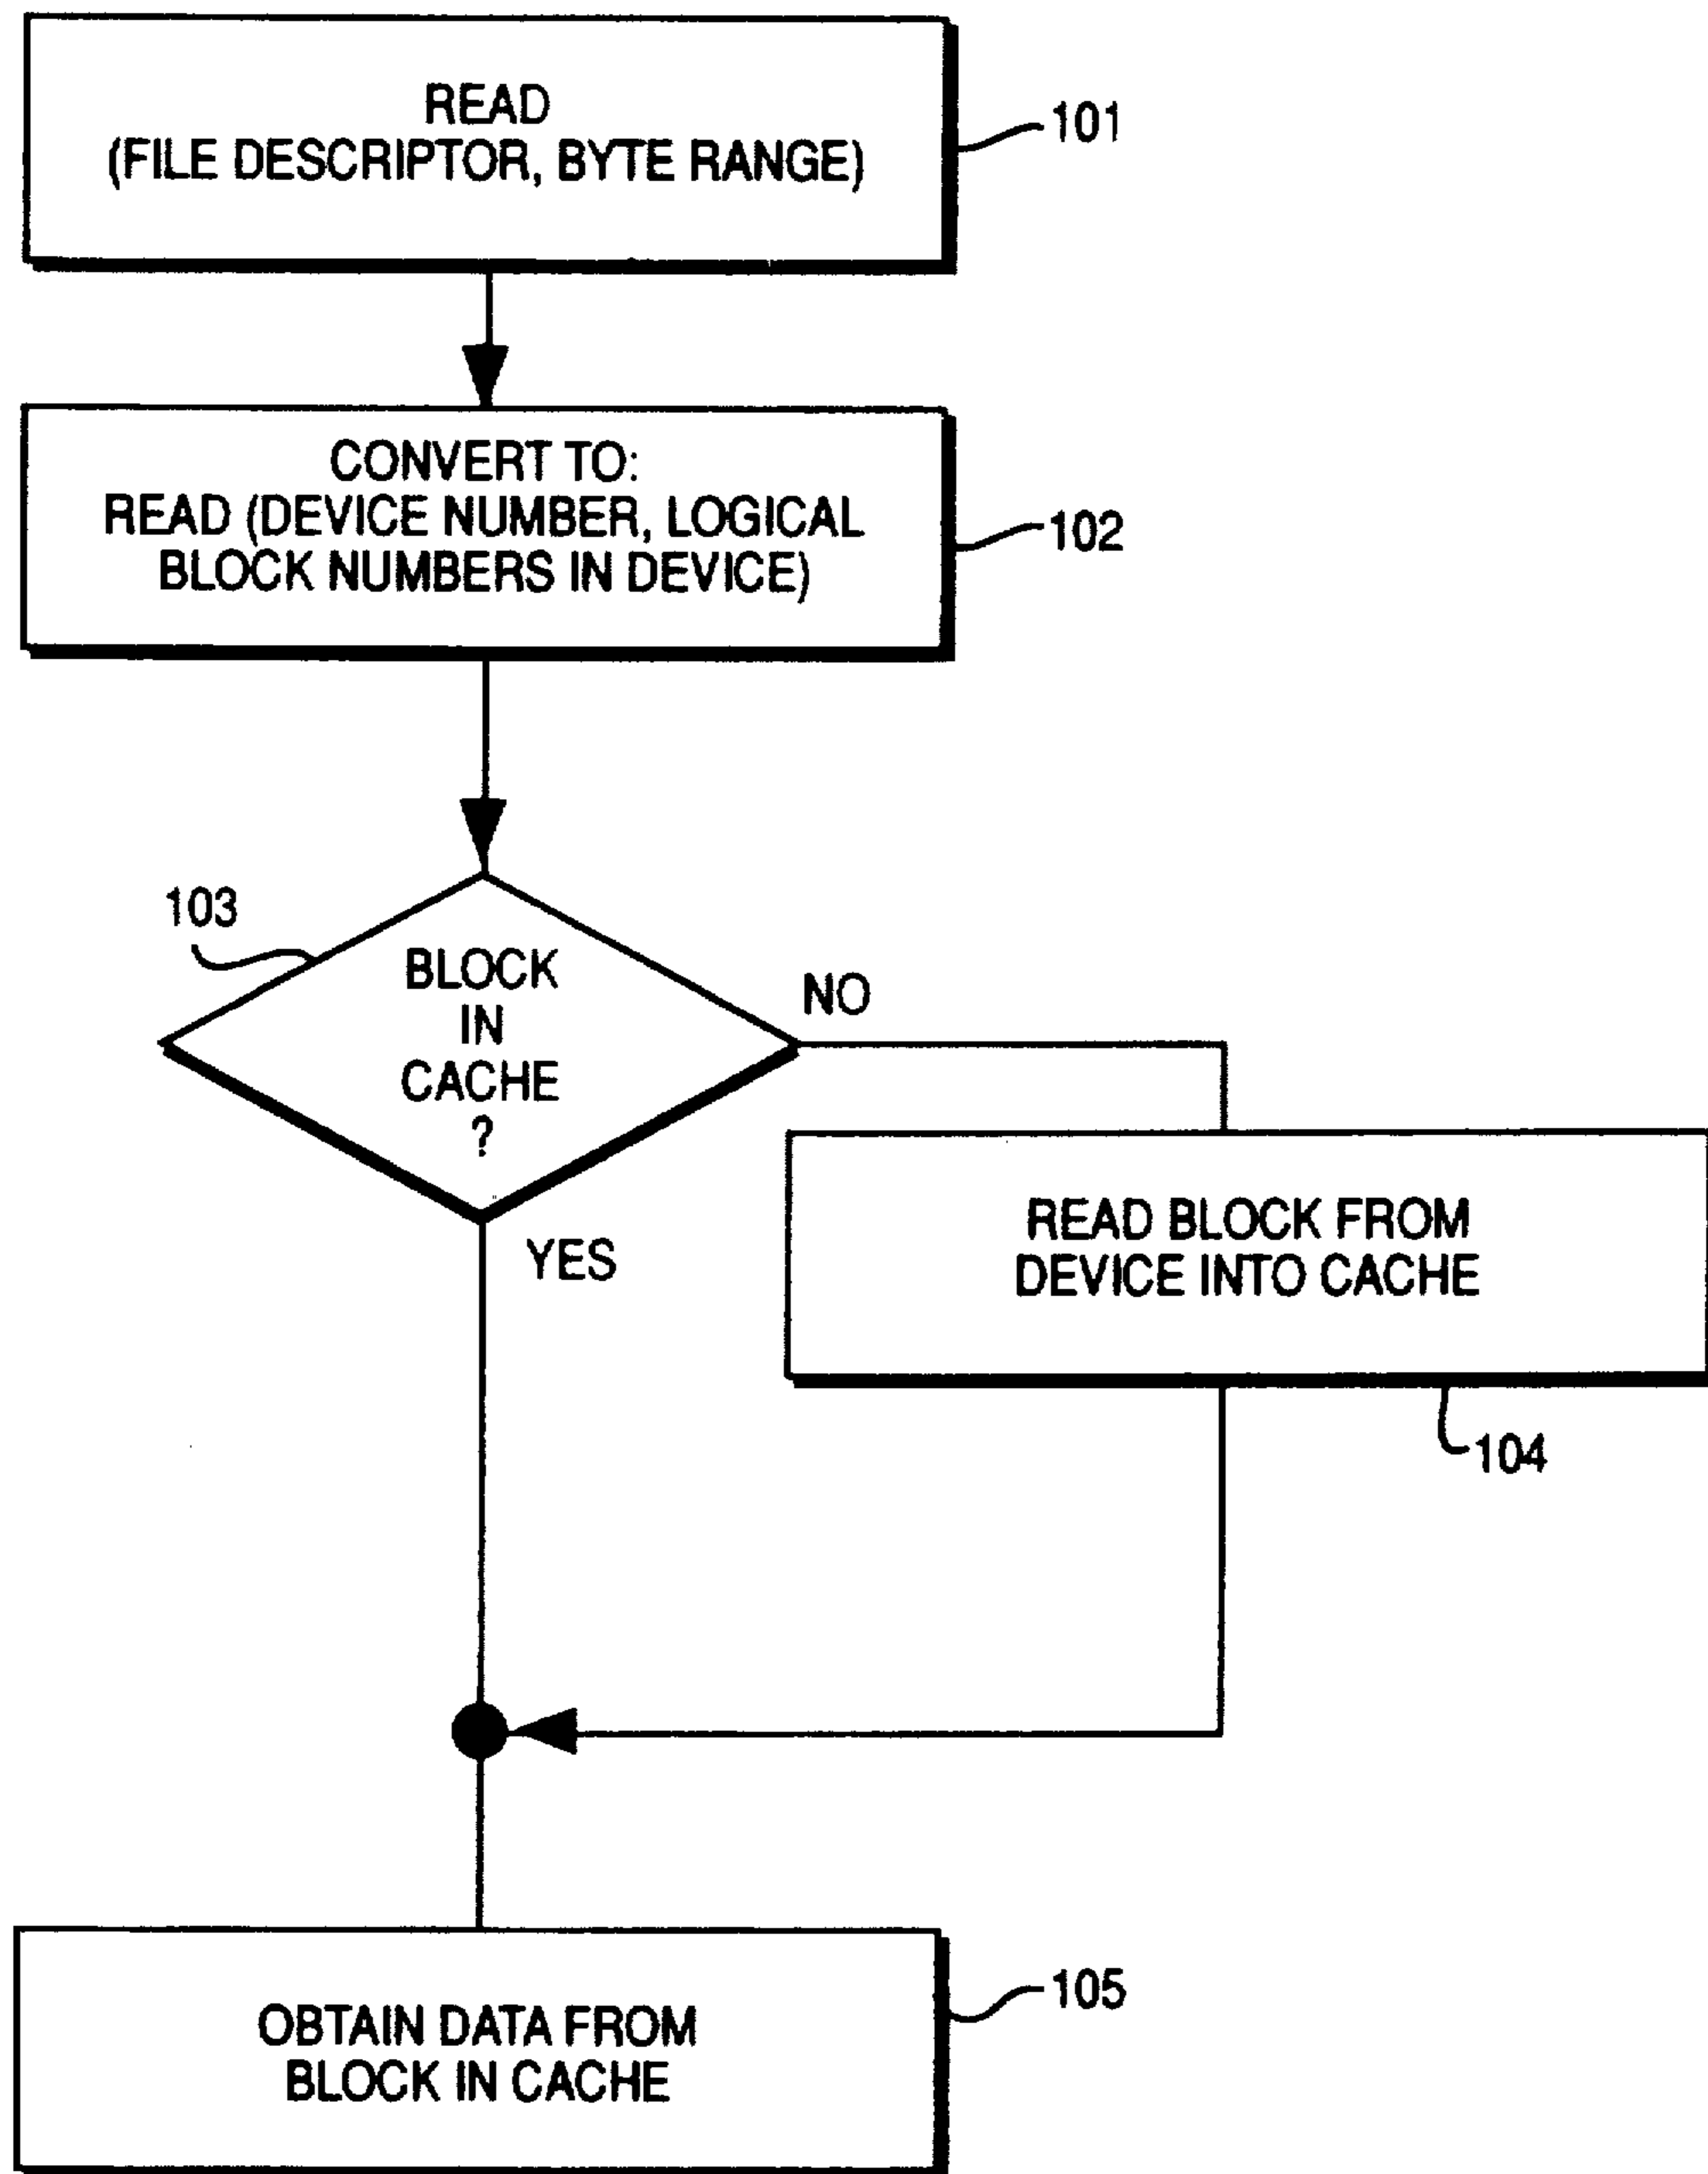 READ
(FILE DESCRIPTOR, BYTE RANGE)
101
CONVERT TO:
READ (DEVICE NUMBER, LOGICAL
BLOCK NUMBERS IN DEVICE)
102
103
BLOCK
IN
CACHE
?
NO
YES
READ BLOCK FROM
DEVICE INTO CACHE
104
OBTAIN DATA FROM
BLOCK IN CACHE
105